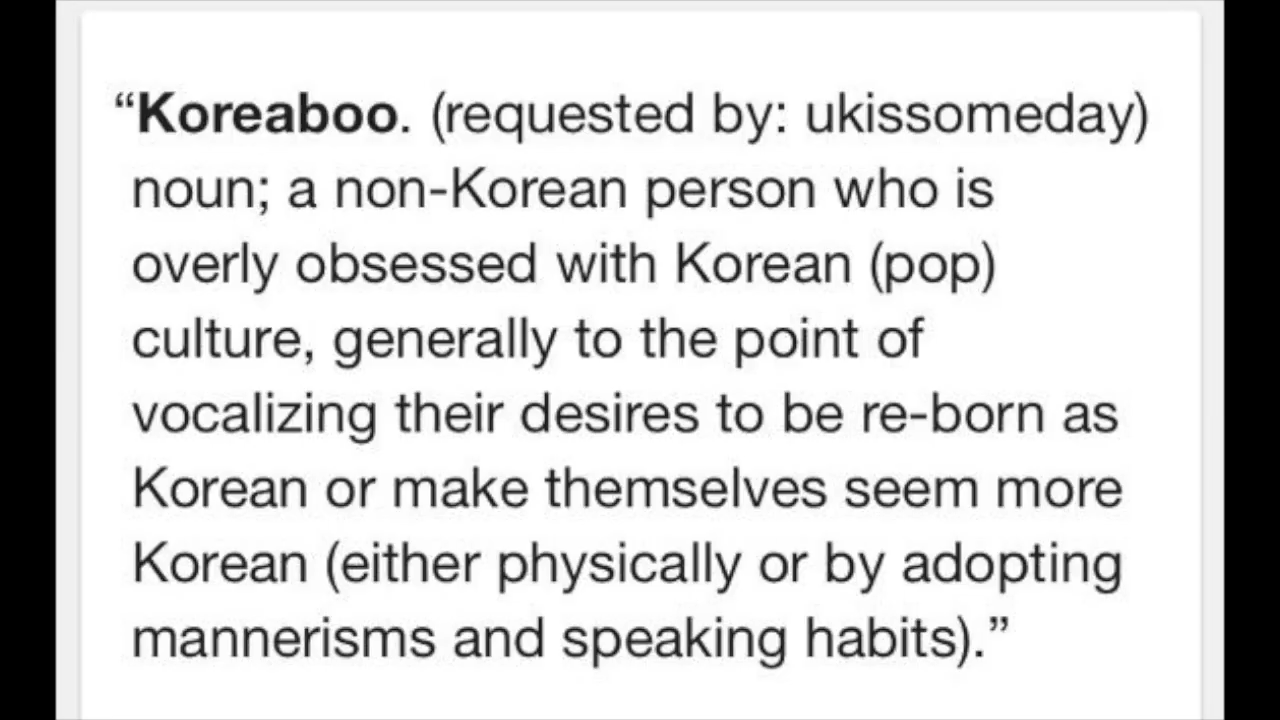 “Koreaboo. (requested by: ukissomeday)
noun; a non-Korean person who is
overly obsessed with Korean (pop)
culture, generally to the point of
vocalizing their desires to be re-born as
Korean or make themselves seem more
Korean (either physically or by adopting
mannerisms and speaking habits).”